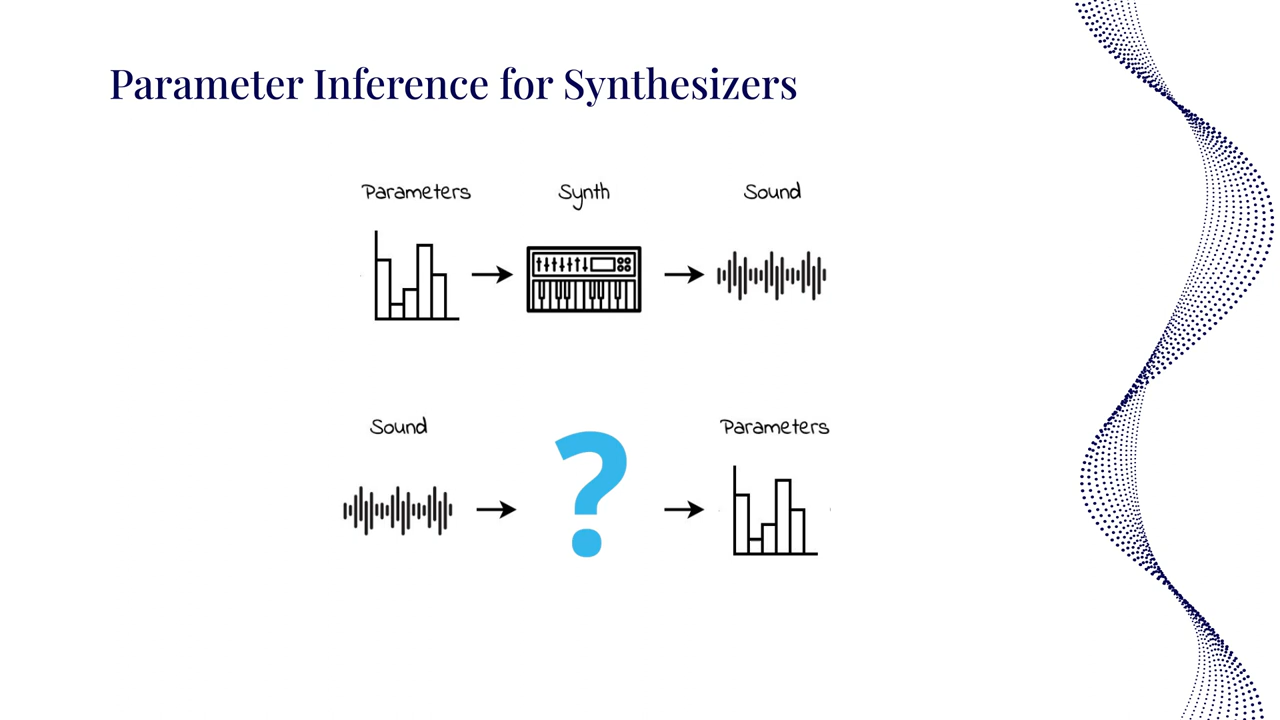 Parameter Inference for Synthesizers
Parameters
Synth
Sound
Sound
?
Parameters